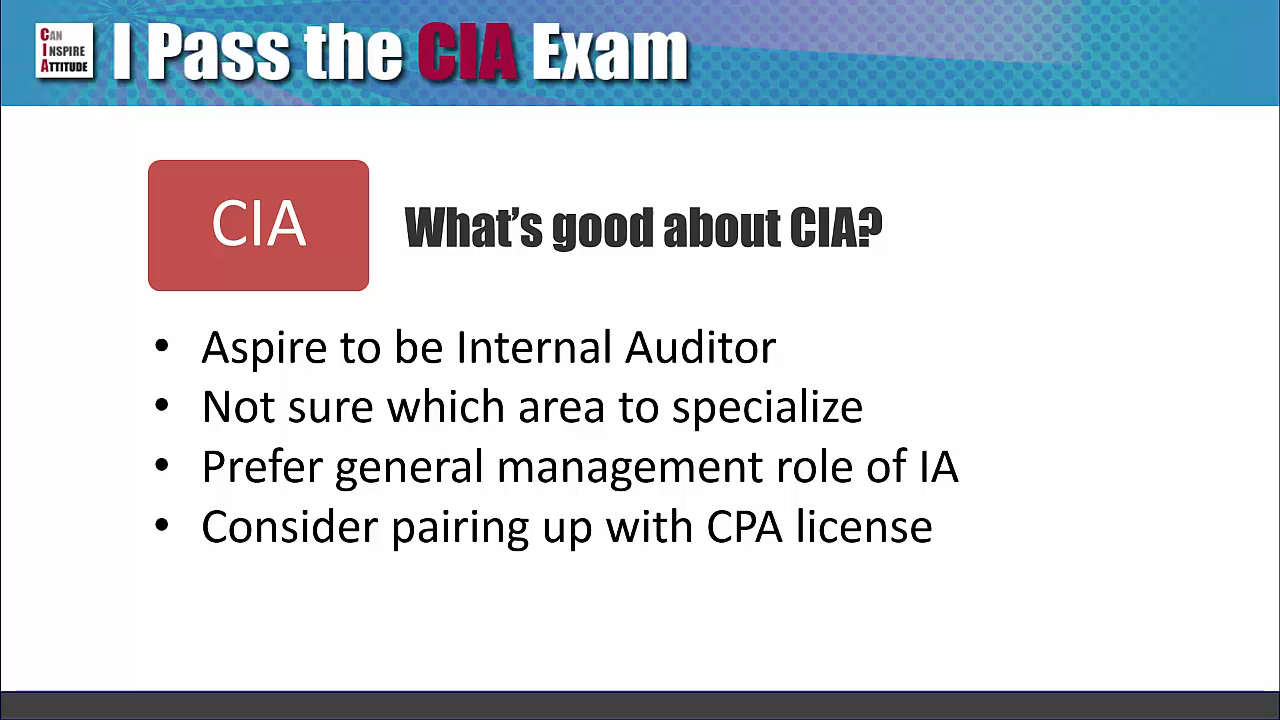 CAN
INSPIRE
ATTITUDE
I Pass the CIA Exam
CIA
What's good about CIA?
• Aspire to be Internal Auditor
• Not sure which area to specialize
• Prefer general management role of IA
• Consider pairing up with CPA license